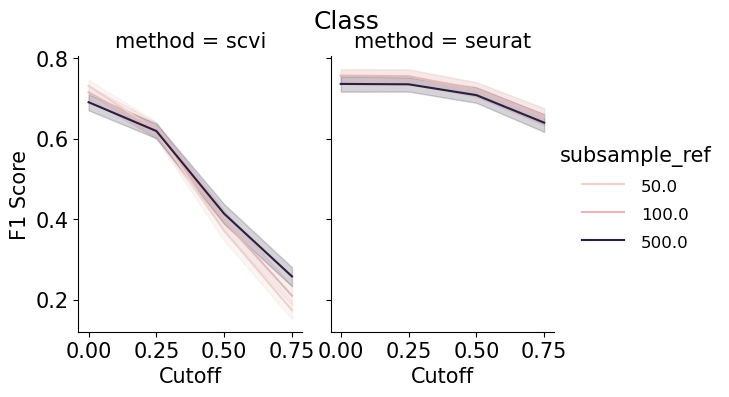 Class
method = scvi
method = seurat
F1 Score
0.8
0.6
0.4
0.2
0.00 0.25 0.50 0.75
0.00 0.25 0.50 0.75
Cutoff
Cutoff
subsample_ref
50.0
100.0
500.0